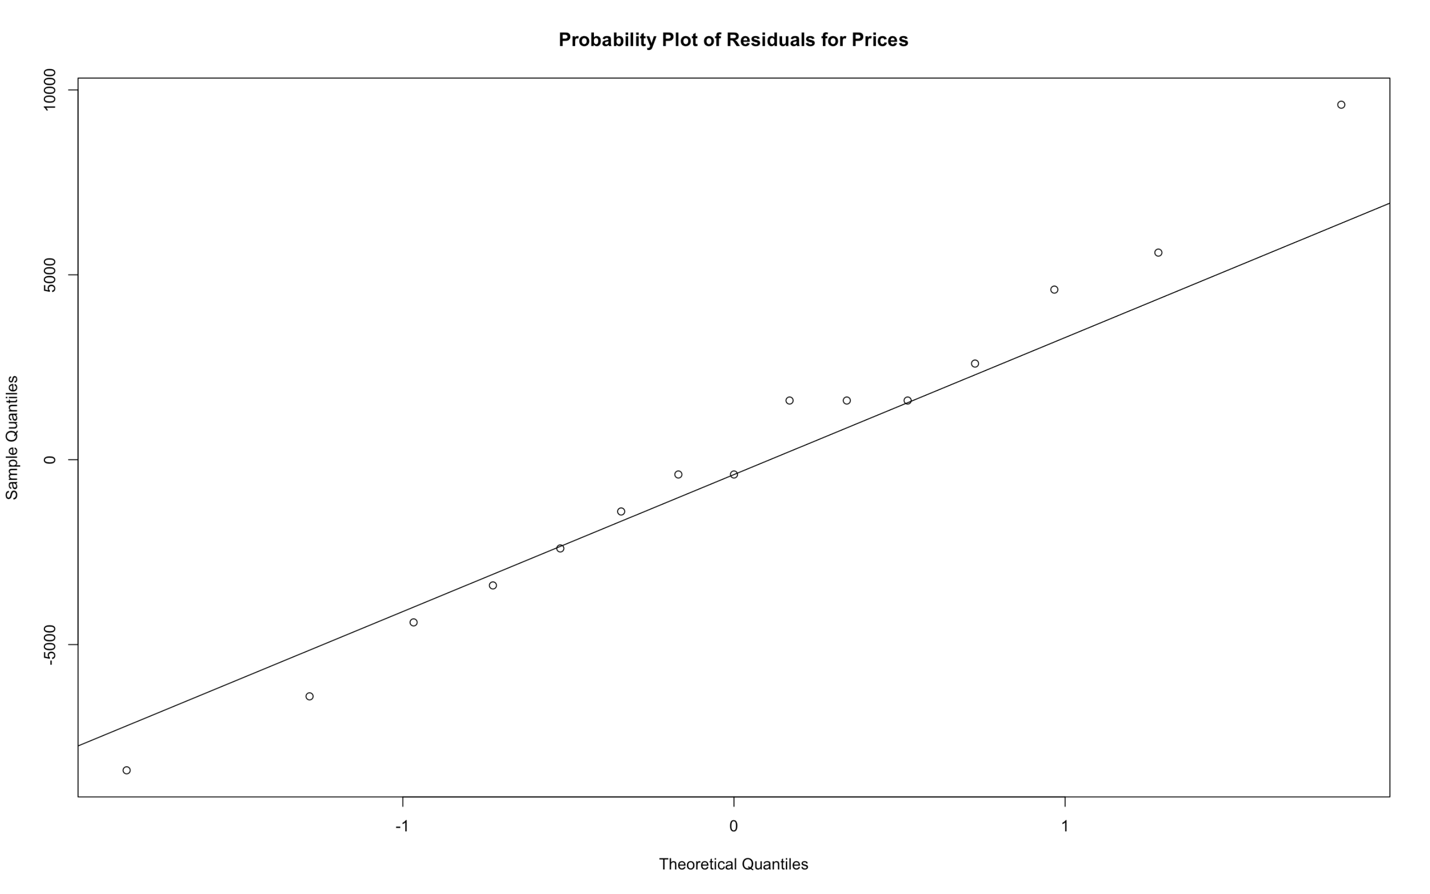 Probability Plot of Residuals for Prices
10000
5000
0
-5000
Sample Quantiles
-1
0
1
Theoretical Quantiles